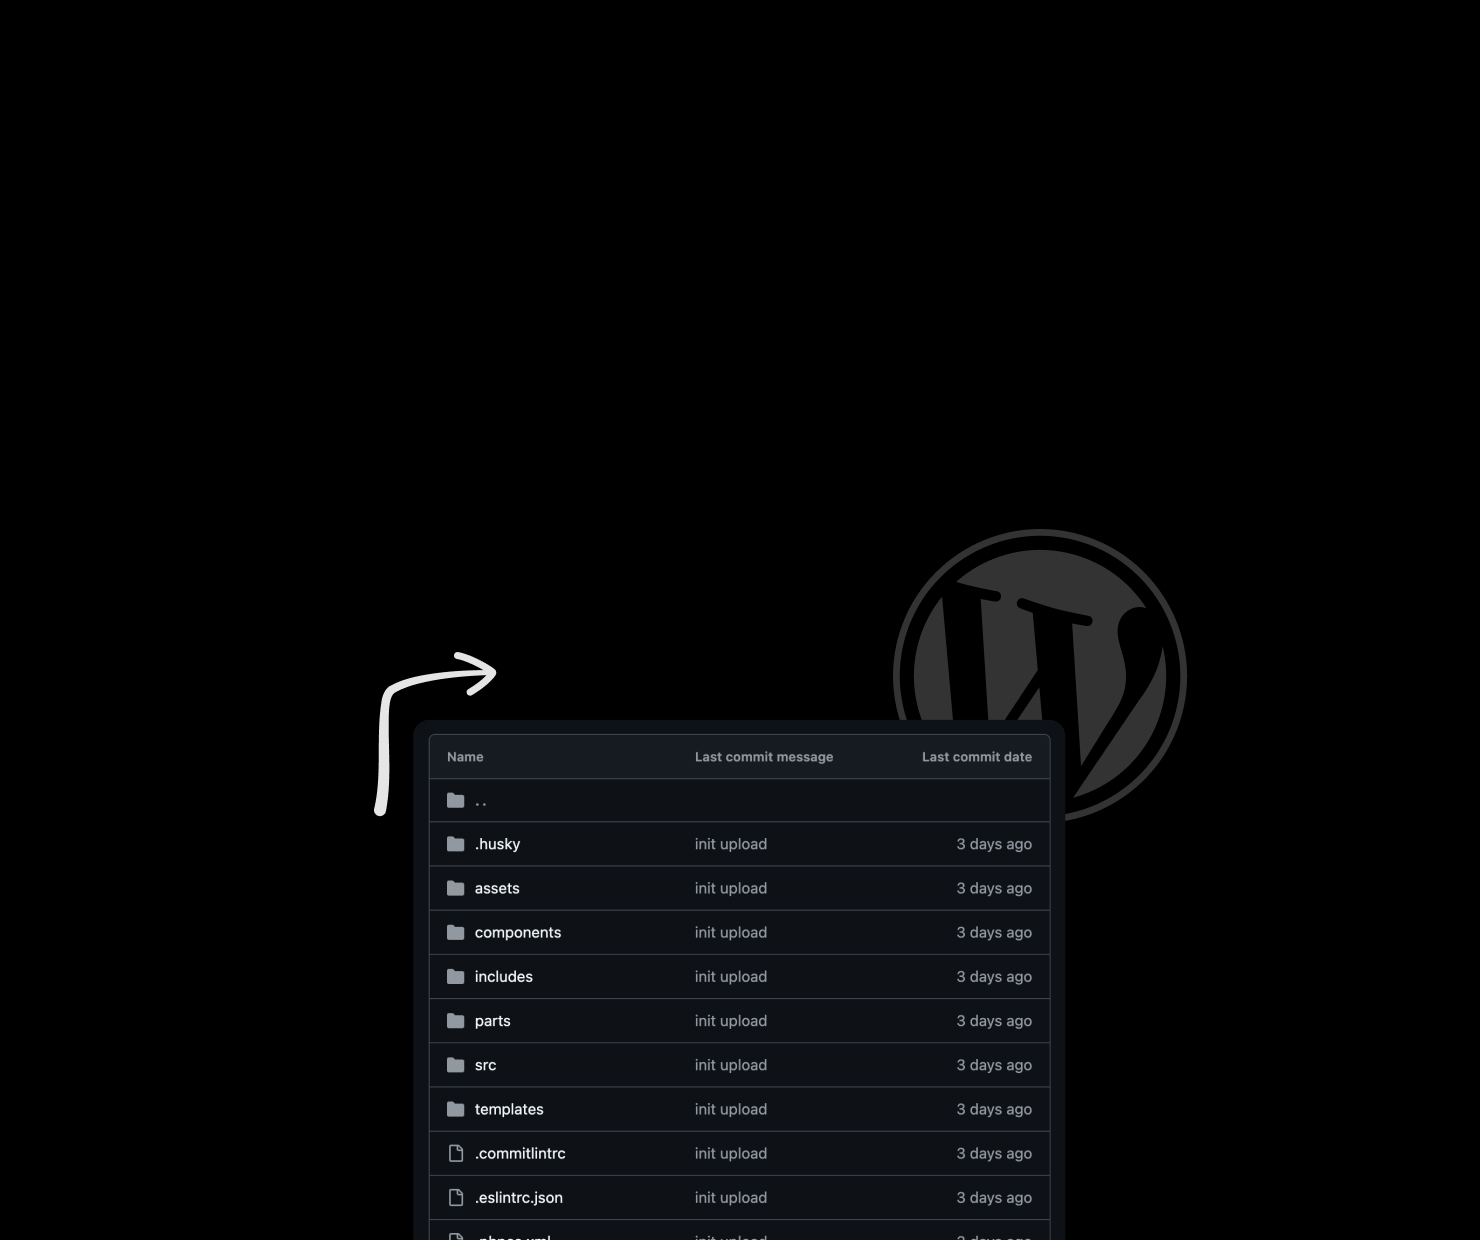 Name Last commit message Last commit date
..
.husky init upload 3 days ago
assets init upload 3 days ago
components init upload 3 days ago
includes init upload 3 days ago
parts init upload 3 days ago
src init upload 3 days ago
templates init upload 3 days ago
.commitlintrc init upload 3 days ago
.eslintrc.json init upload 3 days ago